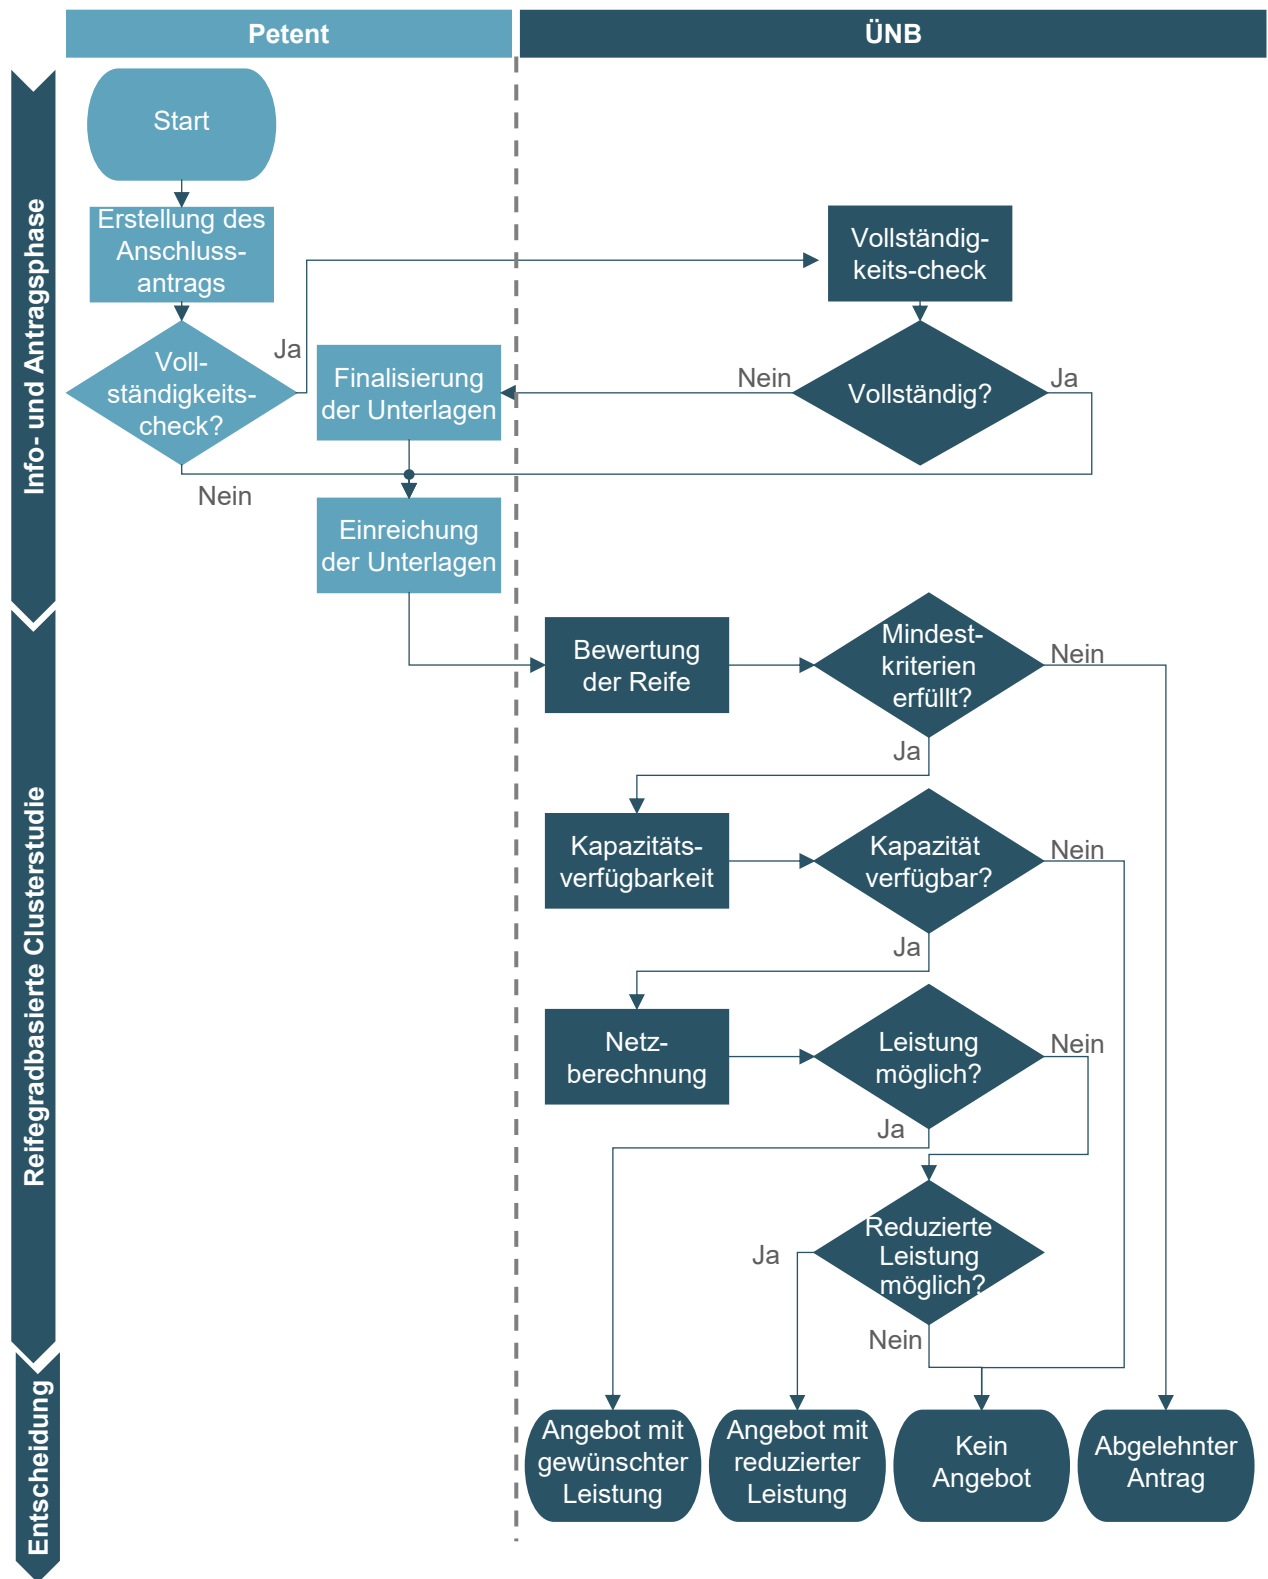 Petent
ÜNB
Info- und Antragsphase
Start
Erstellung des
Anschluss-
antrags
Vollständig-
keits-check
Voll-
ständigkeits-
check?
Ja
Nein
Finalisierung
der Unterlagen
Nein
Vollständig?
Ja
Einreichung
der Unterlagen
Reifegradbasierte Clusterstudie
Bewertung
der Reife
Mindest-
kriterien
erfüllt?
Nein
Ja
Kapazitäts-
verfügbarkeit
Kapazität
verfügbar?
Nein
Ja
Netz-
berechnung
Leistung
möglich?
Nein
Ja
Reduzierte
Leistung
möglich?
Ja
Nein
Entscheidung
Angebot mit
gewünschter
Leistung
Angebot mit
reduzierter
Leistung
Kein
Angebot
Abgelehnter
Antrag